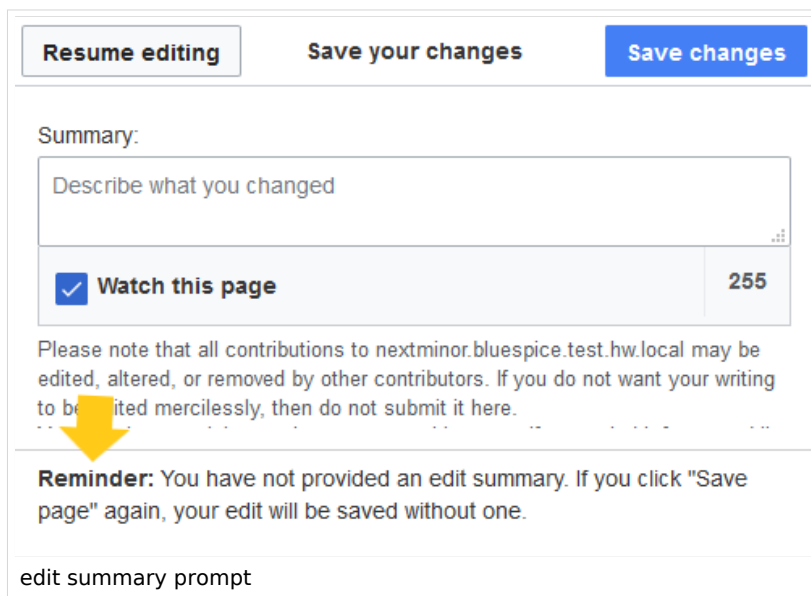 Resume editing Save your changes Save changes
Summary:
Describe what you changed
Watch this page 255
Please note that all contributions to nextminor.bluespice.test.hw.local may be
edited, altered, or removed by other contributors. If you do not want your writing
to be mercilessly, then do not submit it here.
Reminder: You have not provided an edit summary. If you click "Save
page" again, your edit will be saved without one.
edit summary prompt